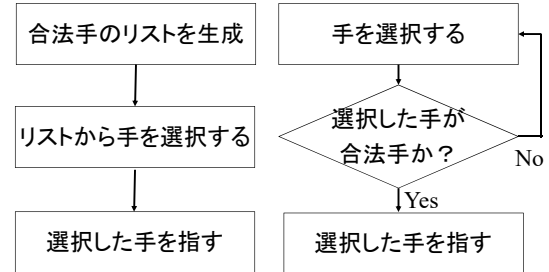 合法手のリストを生成
リストから手を選択する
選択した手を指す
手を選択する
選択した手が
合法手か？
No
Yes
選択した手を指す